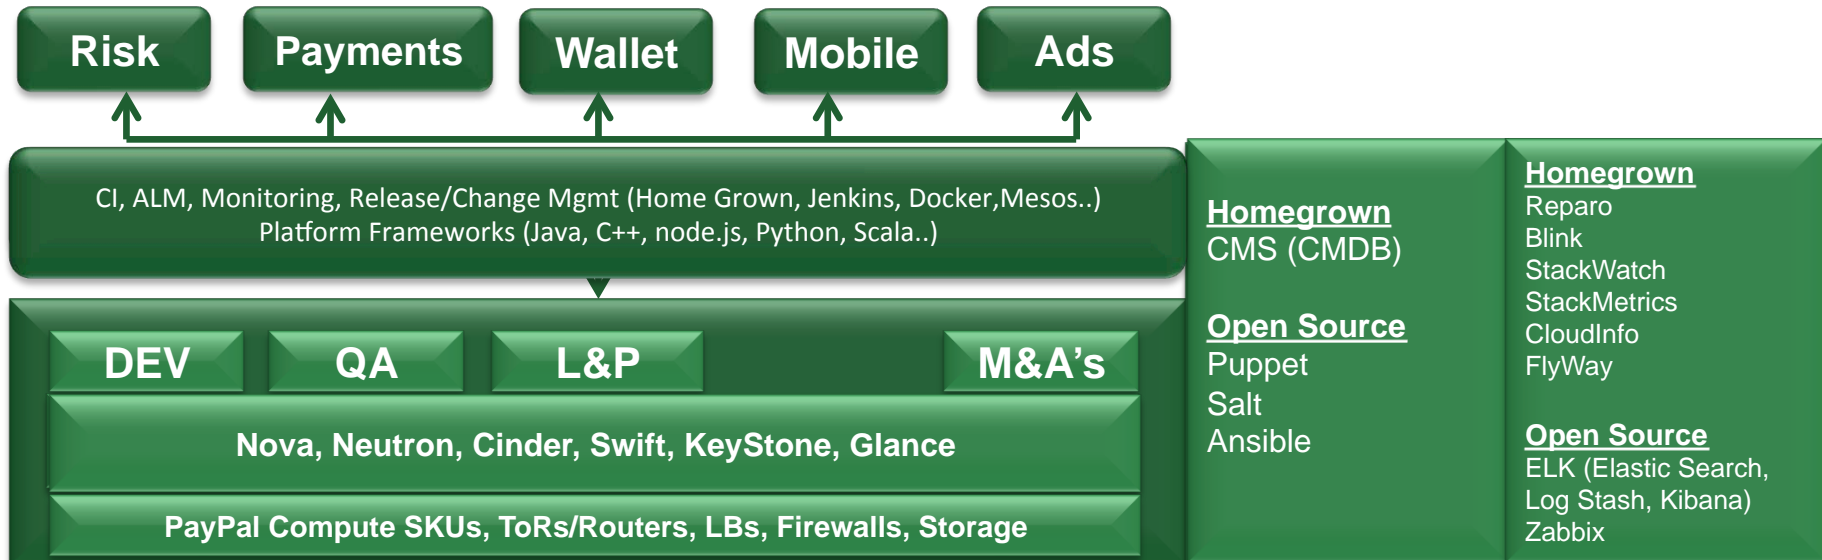 Risk
Payments
Wallet
Mobile
Ads
CI, ALM, Monitoring, Release/Change Mgmt (Home Grown, Jenkins, Docker,Mesos..)
Platform Frameworks (Java, C++, node.js, Python, Scala..)
DEV
QA
L&P
M&A's
Nova, Neutron, Cinder, Swift, KeyStone, Glance
PayPal Compute SKUs, ToRs/Routers, LBs, Firewalls, Storage
Homegrown
CMS (CMDB)
Open Source
Puppet
Salt
Ansible
Homegrown
Reparo
Blink
StackWatch
StackMetrics
CloudInfo
FlyWay
Open Source
ELK (Elastic Search,
Log Stash, Kibana)
Zabbix